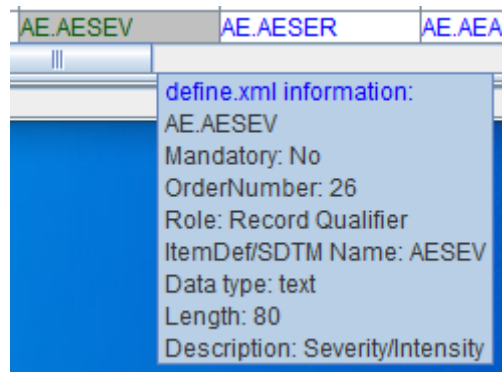 AE.AESEV AE.AESER AE.AEA
define.xml information:
AE.AESEV
Mandatory: No
OrderNumber: 26
Role: Record Qualifier
ItemDef/SDTM Name: AESEV
Data type: text
Length: 80
Description: Severity/Intensity